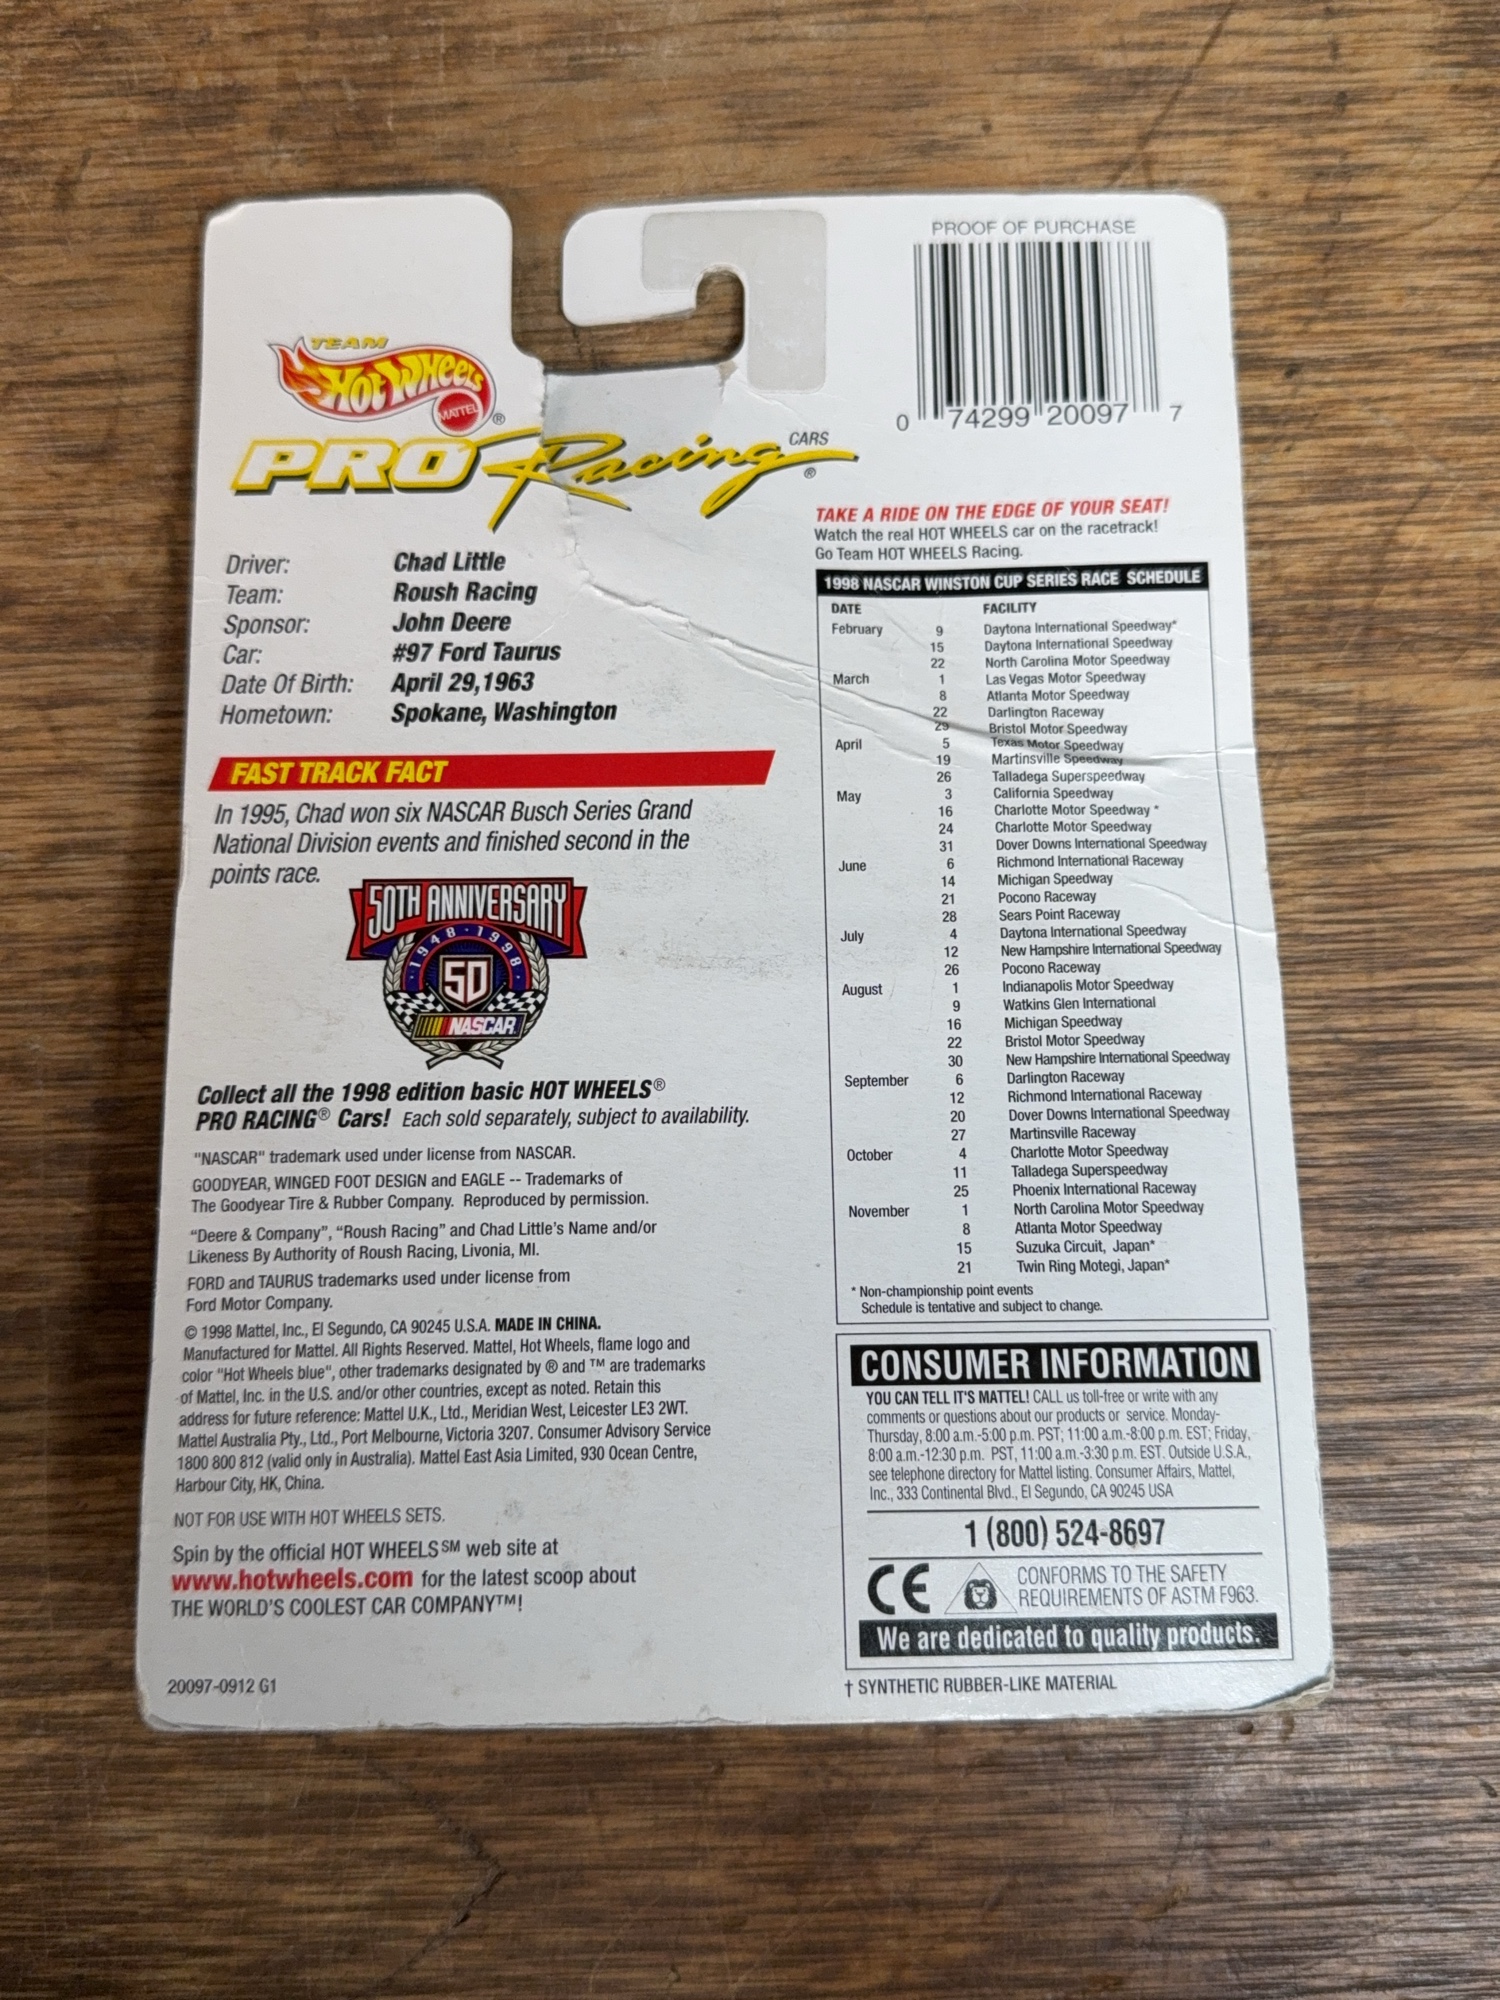 PROOF OF PURCHASE
0 74299 20097 7
TEAM
HOT WHEELS
MATTEL
®
PRO Racing CARS ®
Driver: Chad Little
Team: Roush Racing
Sponsor: John Deere
Car: #97 Ford Taurus
Date Of Birth: April 29,1963
Hometown: Spokane, Washington
FAST TRACK FACT
In 1995, Chad won six NASCAR Busch Series Grand
National Division events and finished second in the
points race.
50TH ANNIVERSARY
·1948·1998·
50
NASCAR
Collect all the 1998 edition basic HOT WHEELS®
PRO RACING® Cars! Each sold separately, subject to availability.
"NASCAR" trademark used under license from NASCAR.
GOODYEAR, WINGED FOOT DESIGN and EAGLE -- Trademarks of
The Goodyear Tire & Rubber Company. Reproduced by permission.
“Deere & Company”, “Roush Racing” and Chad Little’s Name and/or
Likeness By Authority of Roush Racing, Livonia, MI.
FORD and TAURUS trademarks used under license from
Ford Motor Company.
© 1998 Mattel, Inc., El Segundo, CA 90245 U.S.A. MADE IN CHINA.
Manufactured for Mattel. All Rights Reserved. Mattel, Hot Wheels, flame logo and
color "Hot Wheels blue", other trademarks designated by ® and ™ are trademarks
of Mattel, Inc. in the U.S. and/or other countries, except as noted. Retain this
address for future reference: Mattel U.K., Ltd., Meridian West, Leicester LE3 2WT.
Mattel Australia Pty., Ltd., Port Melbourne, Victoria 3207. Consumer Advisory Service
1800 800 812 (valid only in Australia). Mattel East Asia Limited, 930 Ocean Centre,
Harbour City, HK, China.
NOT FOR USE WITH HOT WHEELS SETS.
Spin by the official HOT WHEELS℠ web site at
www.hotwheels.com for the latest scoop about
THE WORLD'S COOLEST CAR COMPANY™!
20097-0912 G1
TAKE A RIDE ON THE EDGE OF YOUR SEAT!
Watch the real HOT WHEELS car on the racetrack!
Go Team HOT WHEELS Racing.
1998 NASCAR WINSTON CUP SERIES RACE SCHEDULE
DATE FACILITY
February 9 Daytona International Speedway*
15 Daytona International Speedway
22 North Carolina Motor Speedway
March 1 Las Vegas Motor Speedway
8 Atlanta Motor Speedway
22 Darlington Raceway
29 Bristol Motor Speedway
April 5 Texas Motor Speedway
19 Martinsville Speedway
26 Talladega Superspeedway
May 3 California Speedway
16 Charlotte Motor Speedway *
24 Charlotte Motor Speedway
31 Dover Downs International Speedway
June 6 Richmond International Raceway
14 Michigan Speedway
21 Pocono Raceway
28 Sears Point Raceway
July 4 Daytona International Speedway
12 New Hampshire International Speedway
26 Pocono Raceway
August 1 Indianapolis Motor Speedway
9 Watkins Glen International
16 Michigan Speedway
22 Bristol Motor Speedway
30 New Hampshire International Speedway
September 6 Darlington Raceway
12 Richmond International Raceway
20 Dover Downs International Speedway
27 Martinsville Raceway
October 4 Charlotte Motor Speedway
11 Talladega Superspeedway
25 Phoenix International Raceway
November 1 North Carolina Motor Speedway
8 Atlanta Motor Speedway
15 Suzuka Circuit, Japan*
21 Twin Ring Motegi, Japan*
* Non-championship point events
Schedule is tentative and subject to change.
CONSUMER INFORMATION
YOU CAN TELL IT'S MATTEL! CALL us toll-free or write with any
comments or questions about our products or service. Monday-
Thursday, 8:00 a.m.-5:00 p.m. PST; 11:00 a.m.-8:00 p.m. EST; Friday,
8:00 a.m.-12:30 p.m. PST, 11:00 a.m.-3:30 p.m. EST. Outside U.S.A.,
see telephone directory for Mattel listing. Consumer Affairs, Mattel,
Inc., 333 Continental Blvd., El Segundo, CA 90245 USA
1 (800) 524-8697
CE
CONFORMS TO THE SAFETY
REQUIREMENTS OF ASTM F963.
We are dedicated to quality products.
† SYNTHETIC RUBBER-LIKE MATERIAL